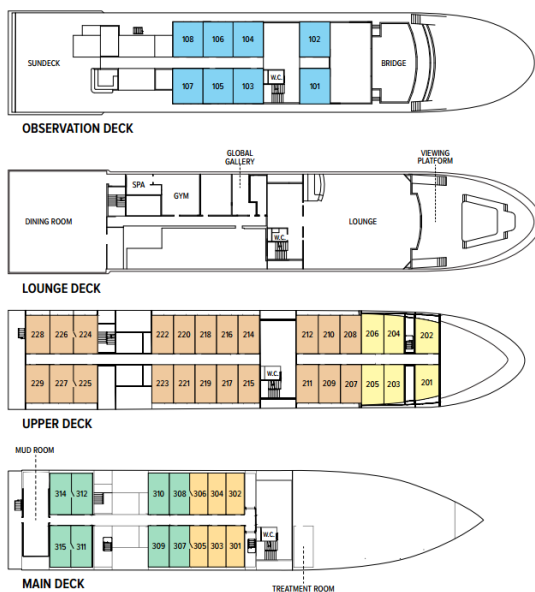 108 106 104 102
SUNDECK
W.C.
BRIDGE
107 105 103 101
OBSERVATION DECK
GLOBAL
GALLERY
VIEWING
PLATFORM
SPA
GYM
DINING ROOM
LOUNGE
W.C.
LOUNGE DECK
228 226 224 222 220 218 216 214 212 210 208 206 204 202
W.C.
229 227 225 223 221 219 217 215 211 209 207 205 203 201
UPPER DECK
MUD ROOM
314 312 310 308 306 304 302
W.C.
315 311 309 307 305 303 301
MAIN DECK
TREATMENT ROOM